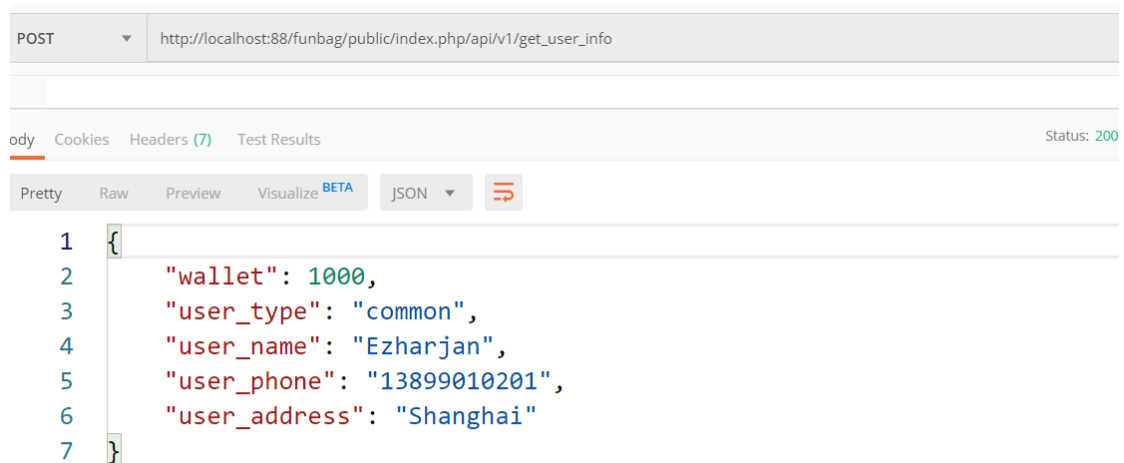 POST http://localhost:88/funbag/public/index.php/api/v1/get_user_info
ody Cookies Headers (7) Test Results Status: 200
Pretty Raw Preview Visualize BETA JSON
1 {
2 "wallet": 1000,
3 "user_type": "common",
4 "user_name": "Ezharjan",
5 "user_phone": "13899010201",
6 "user_address": "Shanghai"
7 }